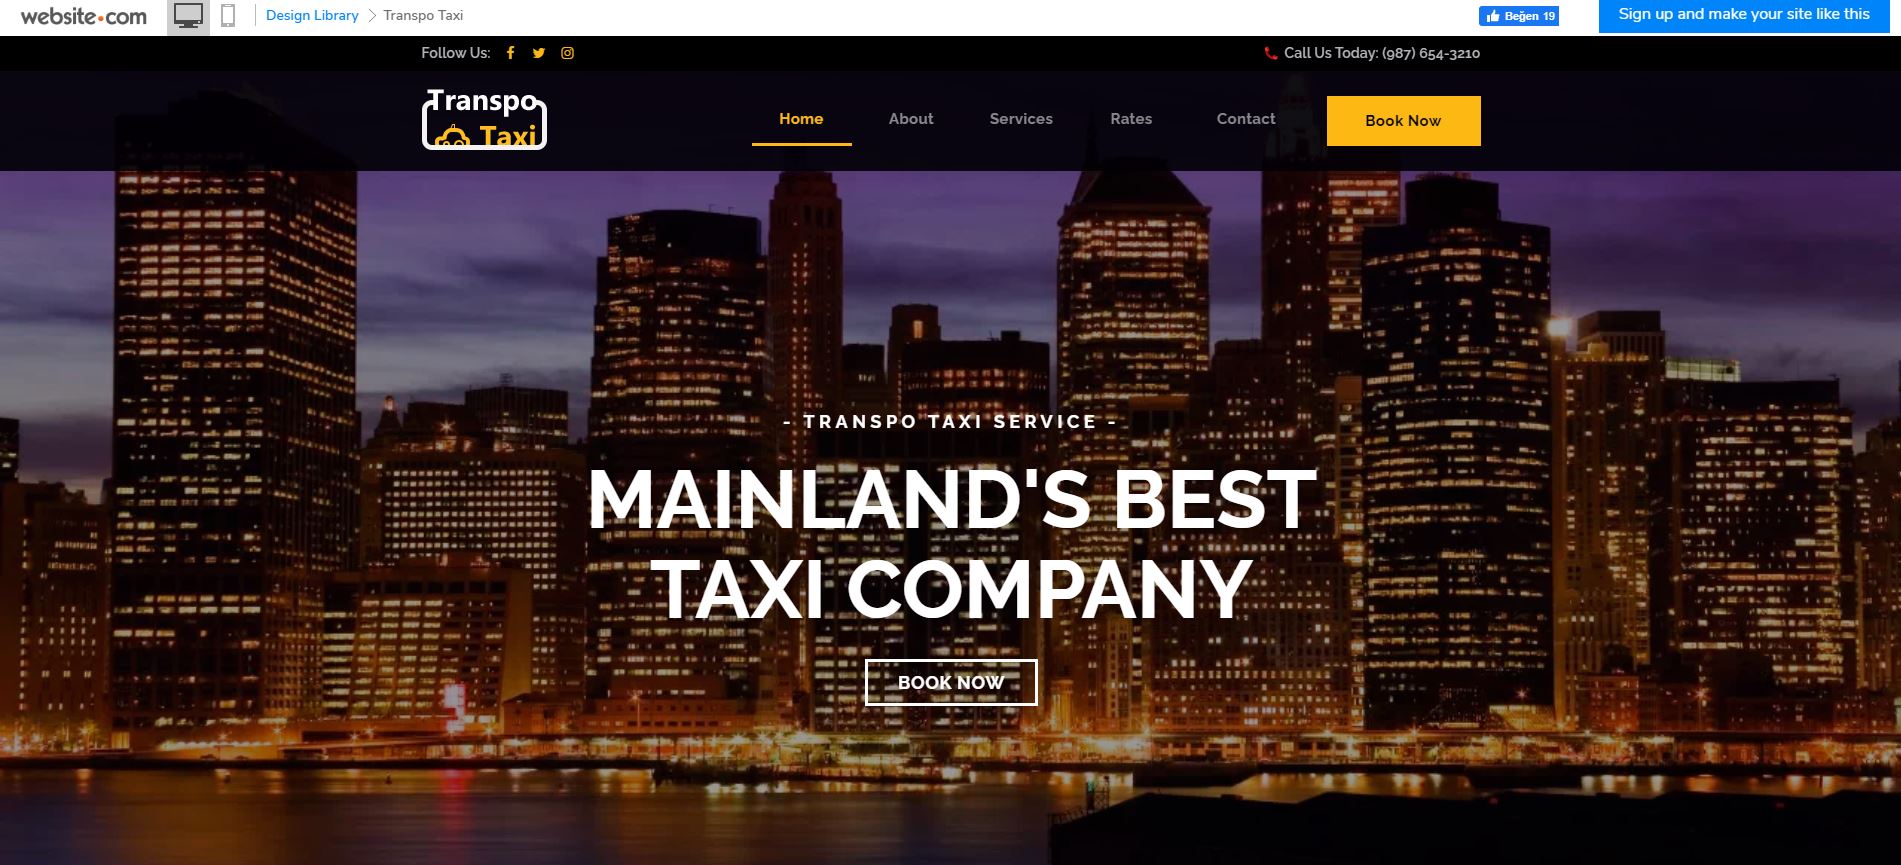 website.com
Design Library
Transpo Taxi
Beğen 19
Sign up and make your site like this
Follow Us:
Call Us Today: (987) 654-3210
Transpo
Taxi
Home
About
Services
Rates
Contact
Book Now
- TRANSPO TAXI SERVICE -
MAINLAND'S BEST
TAXI COMPANY
BOOK NOW